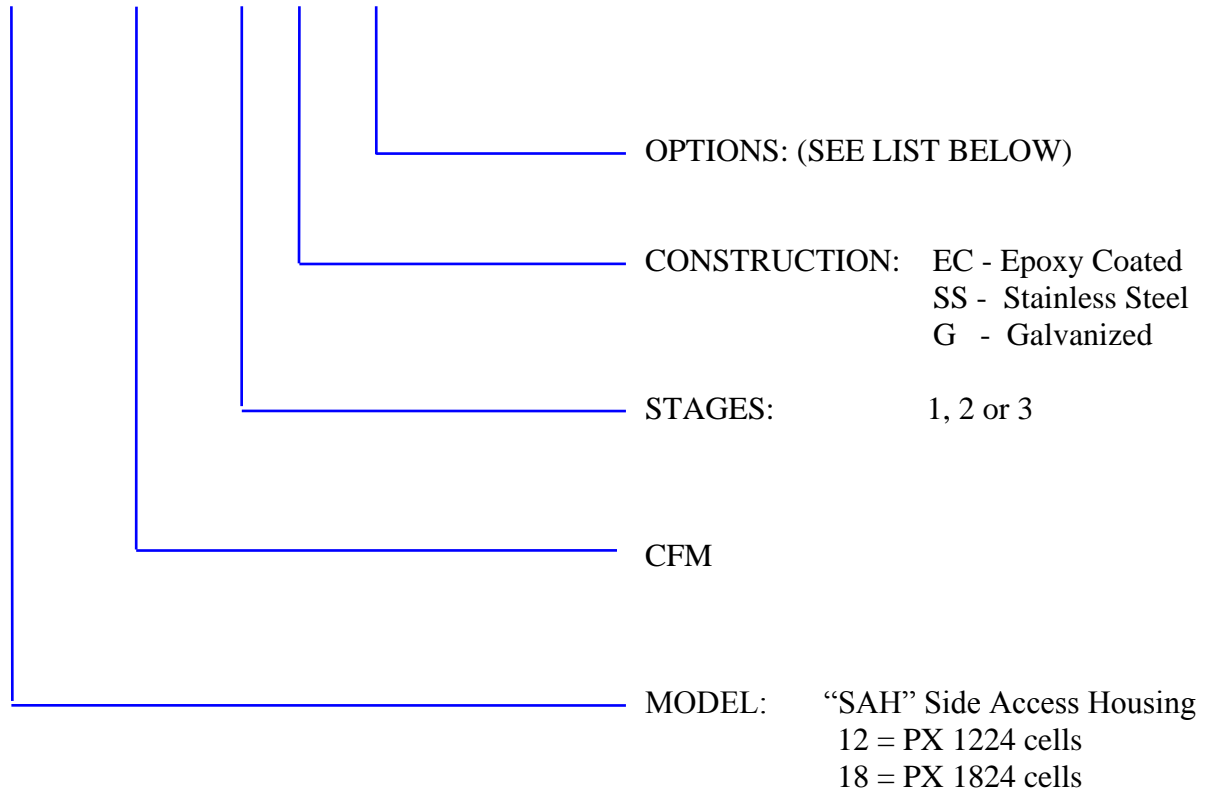 OPTIONS: (SEE LIST BELOW)
CONSTRUCTION: EC - Epoxy Coated
SS - Stainless Steel
G - Galvanized
STAGES: 1, 2 or 3
CFM
MODEL: “SAH” Side Access Housing
12 = PX 1224 cells
18 = PX 1824 cells